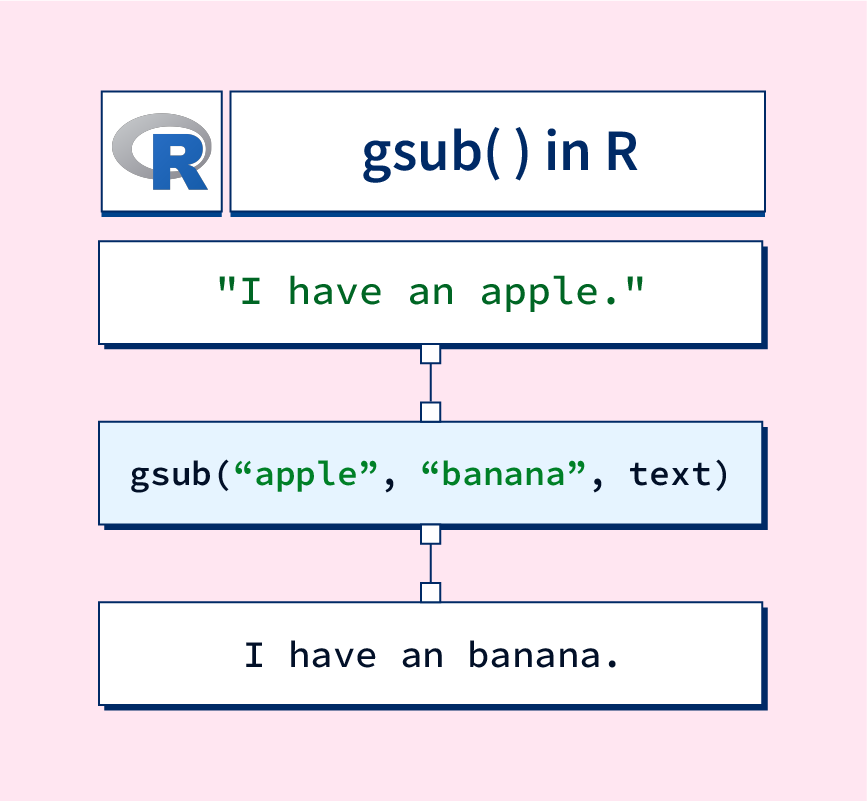 R
gsub( ) in R
"I have an apple."
gsub(“apple”, “banana”, text)
I have an banana.